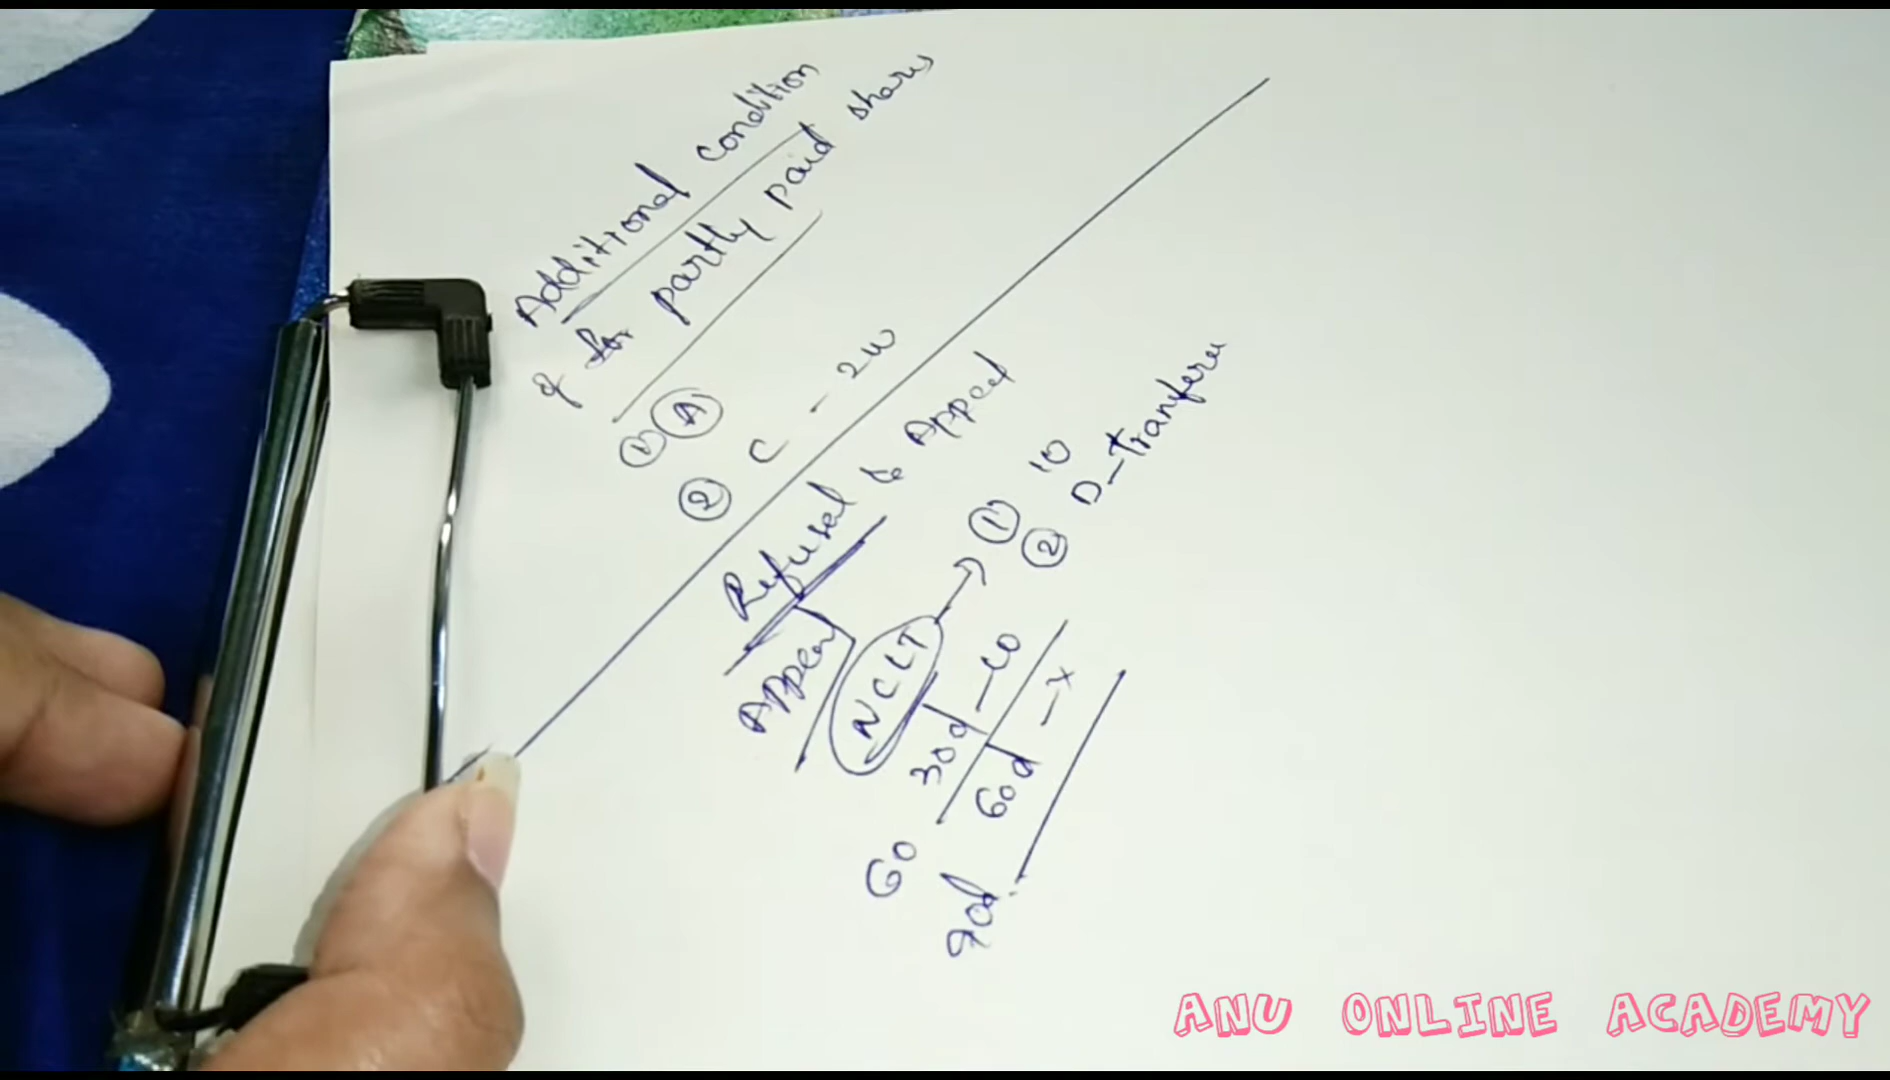 Additional condition
for partly paid shares
① Ⓐ
② C - 2w
Refusal & Appeal
Appeal
NCLT → ① 10
② D-Transferee
30d
60d - x
60
90d
ANU ONLINE ACADEMY